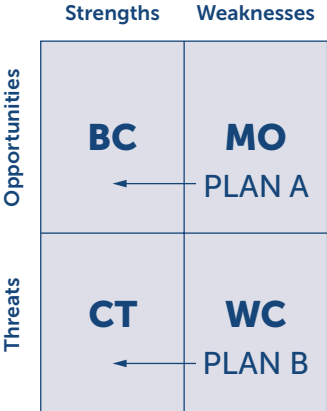 Strengths Weaknesses
Opportunities
BC MO
PLAN A
Threats
CT WC
PLAN B